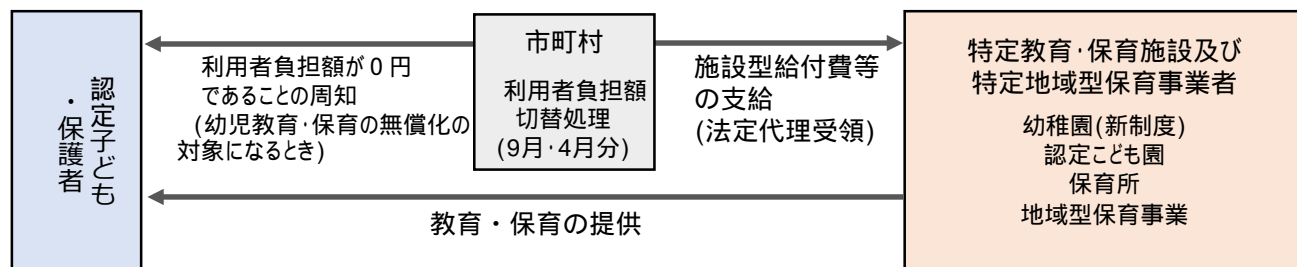 認定子ども
・保護者
利用者負担額が０円
であることの周知
(幼児教育･保育の無償化の
対象になるとき)
市町村
利用者負担額
切替処理
(9月･4月分)
施設型給付費等
の支給
(法定代理受領)
特定教育･保育施設及び
特定地域型保育事業者
幼稚園(新制度)
認定こども園
保育所
地域型保育事業
教育・保育の提供